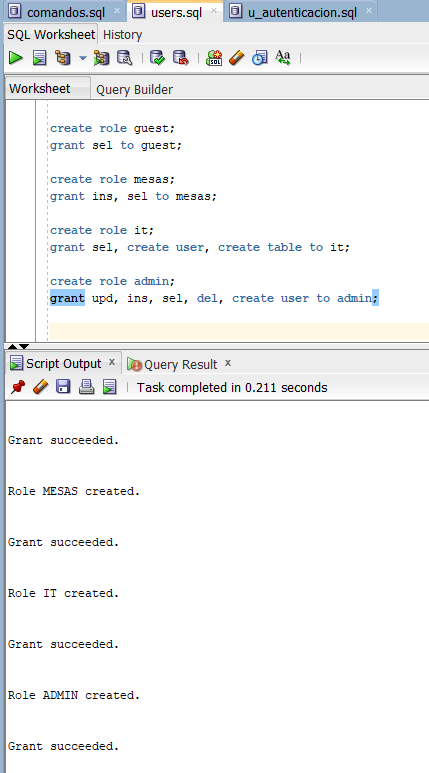 comandos.sql × users.sql × u_autenticacion.sql ×
SQL Worksheet History
Worksheet Query Builder
create role guest;
grant sel to guest;
create role mesas;
grant ins, sel to mesas;
create role it;
grant sel, create user, create table to it;
create role admin;
grant upd, ins, sel, del, create user to admin;
Script Output × Query Result ×
Task completed in 0.211 seconds
Grant succeeded.
Role MESAS created.
Grant succeeded.
Role IT created.
Grant succeeded.
Role ADMIN created.
Grant succeeded.